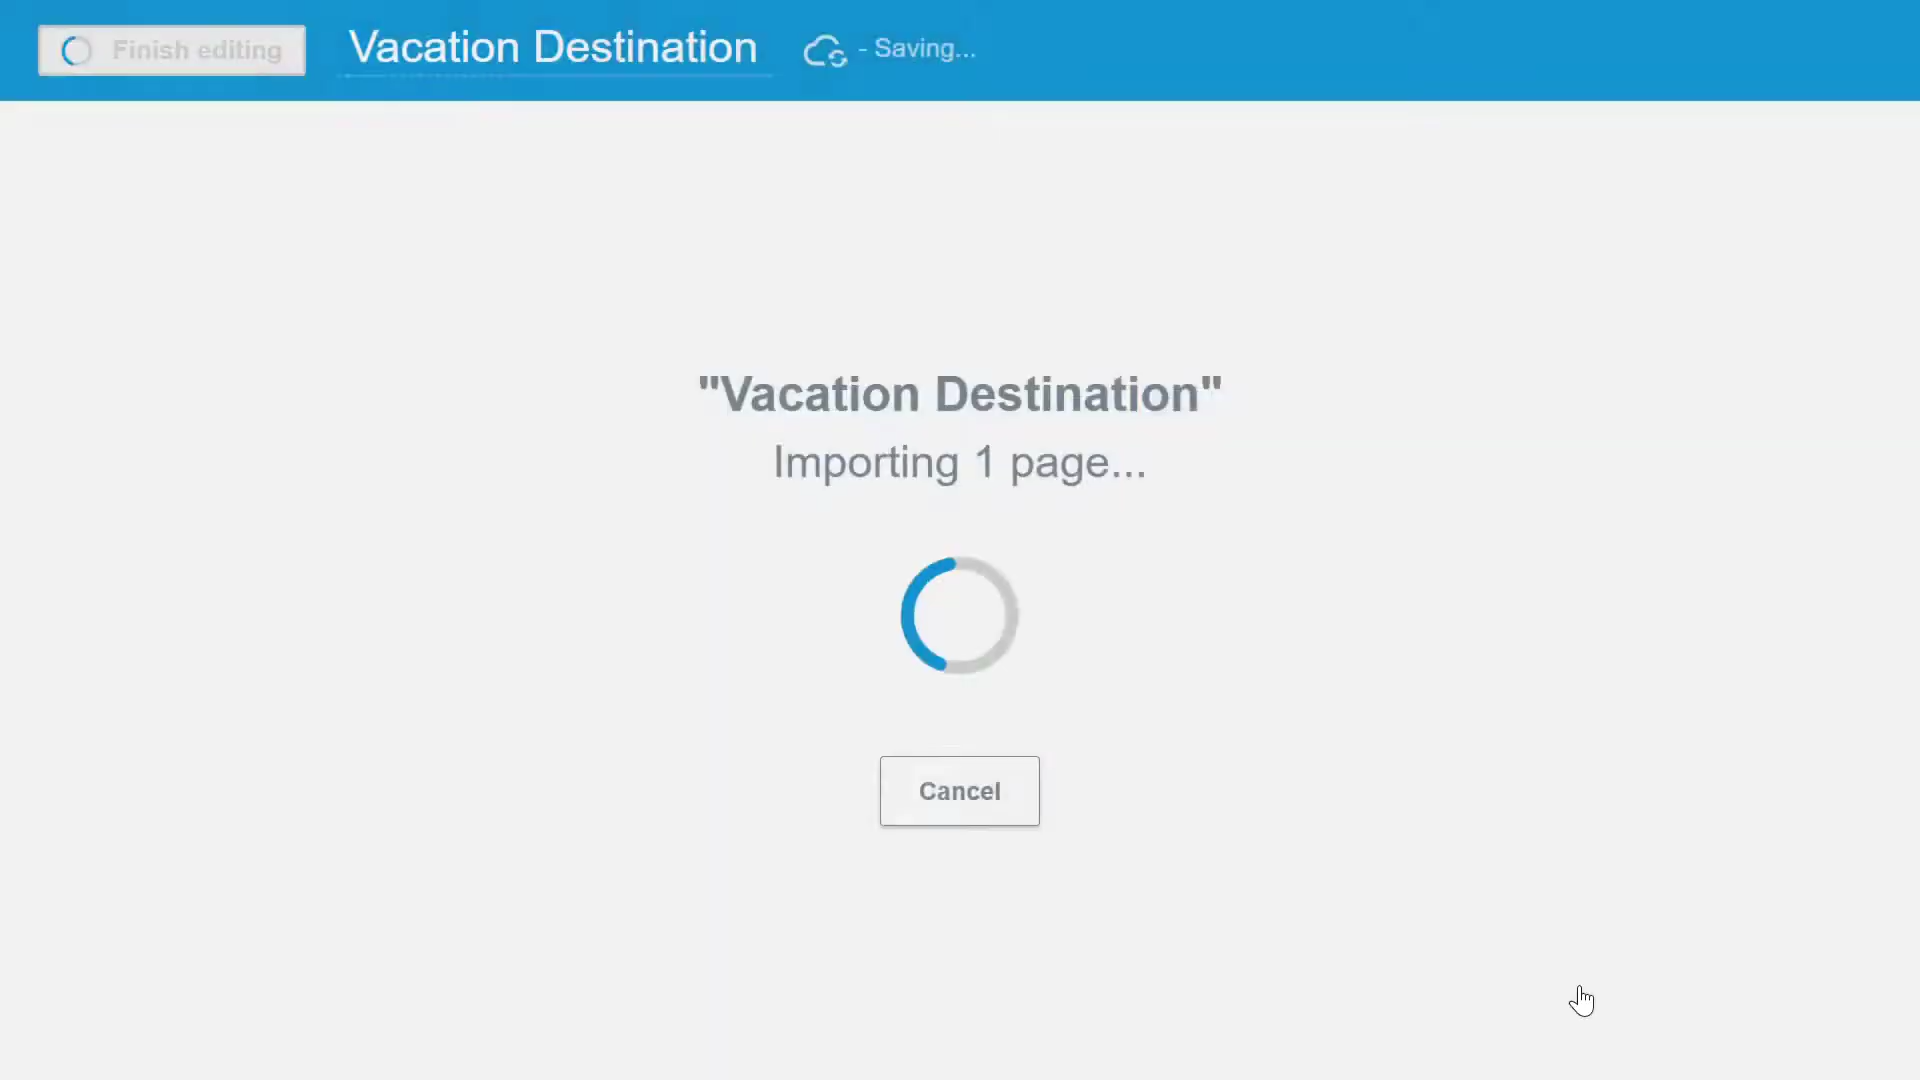 Finish editing
Vacation Destination
- Saving...
"Vacation Destination"
Importing 1 page...
Cancel